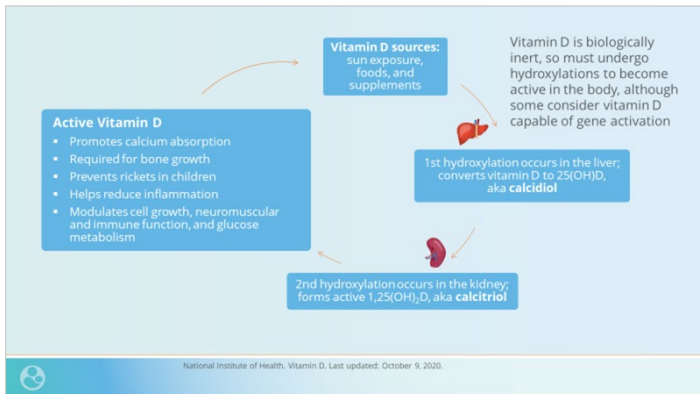 Vitamin D sources:
sun exposure,
foods, and
supplements
Vitamin D is biologically
inert, so must undergo
hydroxylations to become
active in the body, although
some consider vitamin D
capable of gene activation
1st hydroxylation occurs in the liver;
converts vitamin D to 25(OH)D,
aka calcidiol
2nd hydroxylation occurs in the kidney;
forms active 1,25(OH)₂D, aka calcitriol
Active Vitamin D
▪ Promotes calcium absorption
▪ Required for bone growth
▪ Prevents rickets in children
▪ Helps reduce inflammation
▪ Modulates cell growth, neuromuscular
and immune function, and glucose
metabolism
National Institute of Health. Vitamin D. Last updated: October 9, 2020.